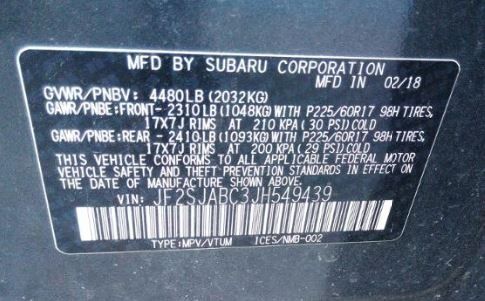 MFD BY SUBARU CORPORATION
MFD IN 02/18
GVWR/PNBV: 4480LB(2032KG)
GAWR/PNBE:FRONT-2310LB(1048KG)WITH P225/60R17 98H TIRES,
17X7J RIMS AT 210 KPA(30 PSI)COLD
GAWR/PNBE:REAR -2410LB(1093KG)WITH P225/60R17 98H TIRES,
17X7J RIMS AT 200 KPA(29 PSI)COLD
THIS VEHICLE CONFORMS TO ALL APPLICABLE FEDERAL MOTOR
VEHICLE SAFETY AND THEFT PREVENTION STANDARDS IN EFFECT
ON THE DATE OF MANUFACTURE SHOWN ABOVE.
VIN: JF2SJABC3JH549439
TYPE:MPV/VTUM ICES/NMB-002